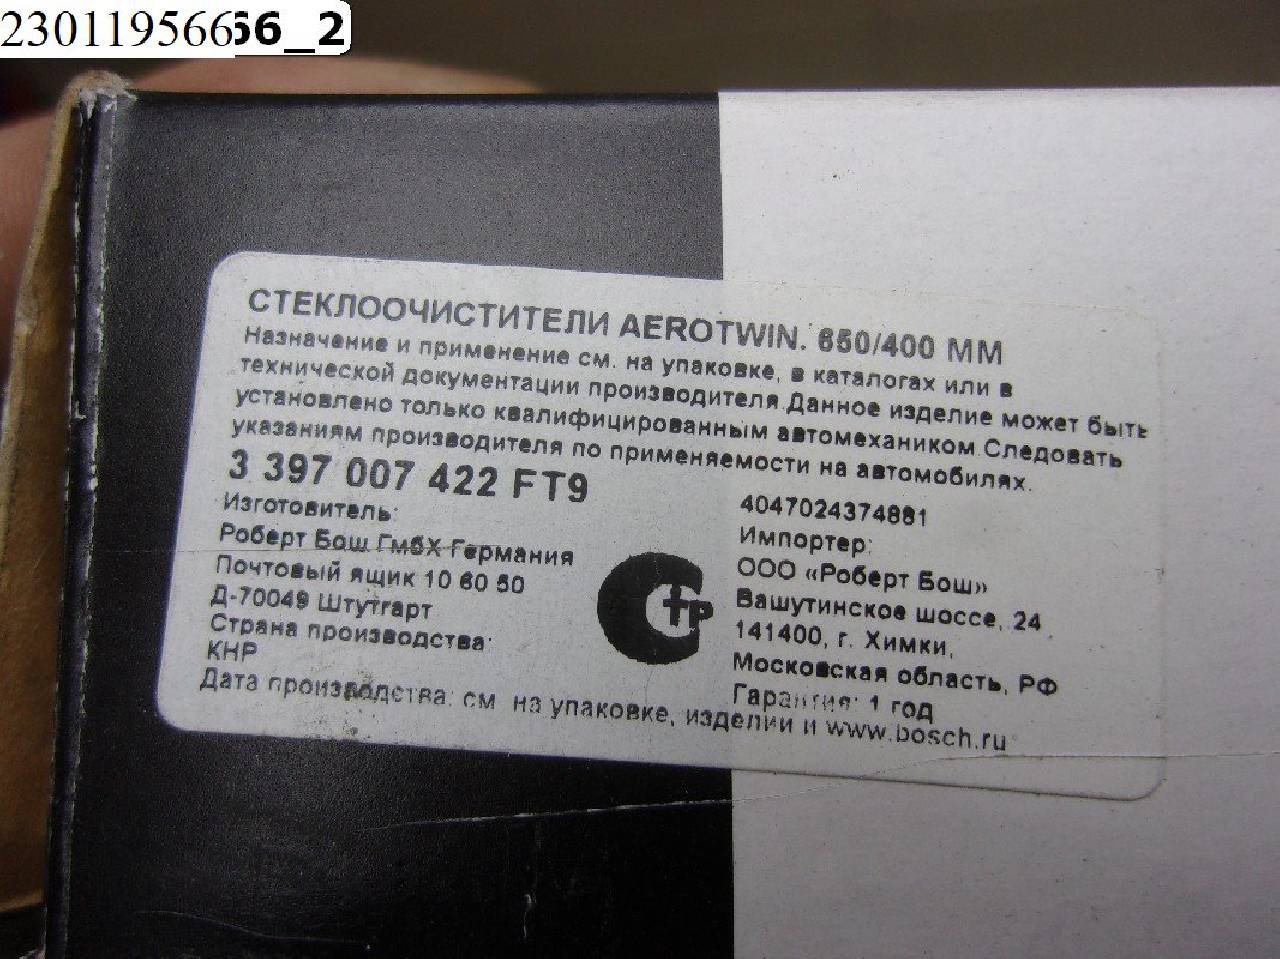 230119566
66_2
СТЕКЛООЧИСТИТЕЛИ AEROTWIN. 650/400 ММ
Назначение и применение см. на упаковке, в каталогах или в
технической документации производителя.Данное изделие может быть
установлено только квалифицированным автомехаником.Следовать
указаниям производителя по применяемости на автомобилях.
3 397 007 422 FT9
Изготовитель:
Роберт Бош ГмбХ Германия
Почтовый ящик 10 60 50
Д-70049 Штутгарт
Страна производства:
КНР
4047024374881
Импортер:
ООО «Роберт Бош»
Вашутинское шоссе, 24
141400, г. Химки,
Московская область, РФ
Гарантия: 1 год
Дата производства: см. на упаковке, изделии и www.bosch.ru